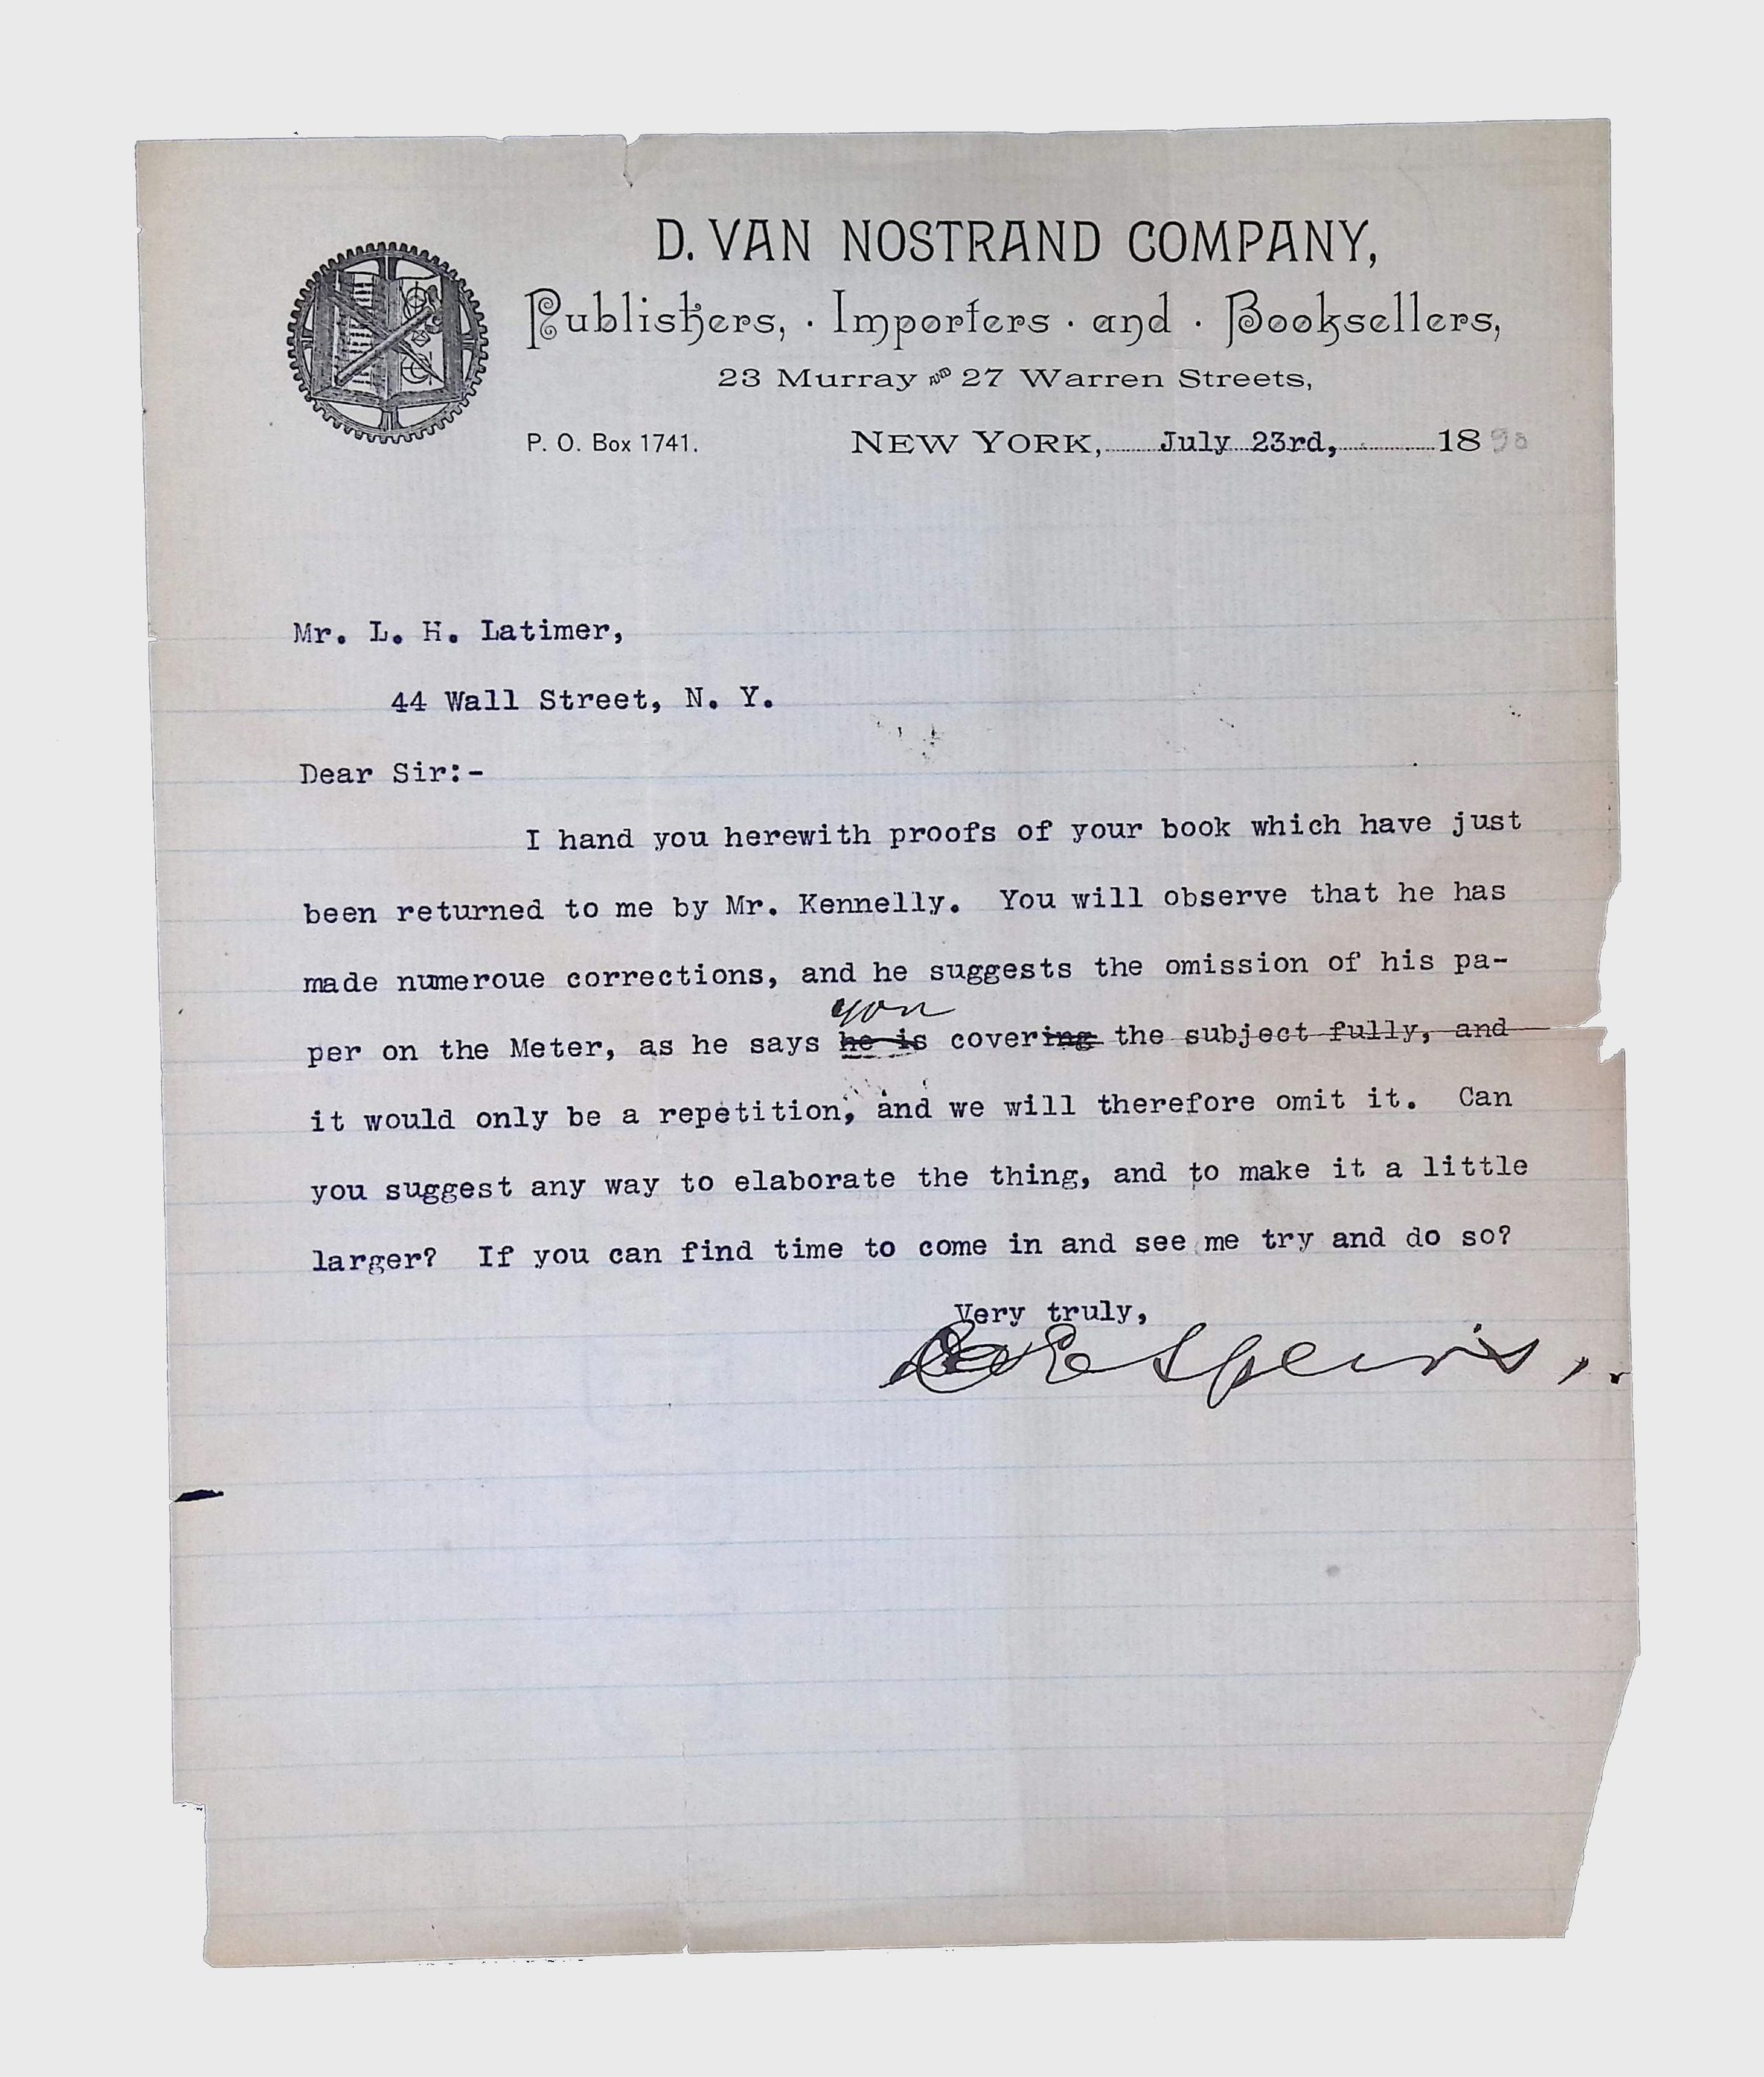 D. VAN NOSTRAND COMPANY,
Publishers, · Importers · and · Booksellers,
23 Murray AND 27 Warren Streets,
P. O. Box 1741. NEW YORK, July 23rd, 1890
Mr. L. H. Latimer,
44 Wall Street, N. Y.
Dear Sir:-
I hand you herewith proofs of your book which have just
been returned to me by Mr. Kennelly. You will observe that he has
made numeroue corrections, and he suggests the omission of his pa-
you
per on the Meter, as he says he is covering the subject fully, and
it would only be a repetition, and we will therefore omit it. Can
you suggest any way to elaborate the thing, and to make it a little
larger? If you can find time to come in and see me try and do so?
Very truly,
E Speirs,